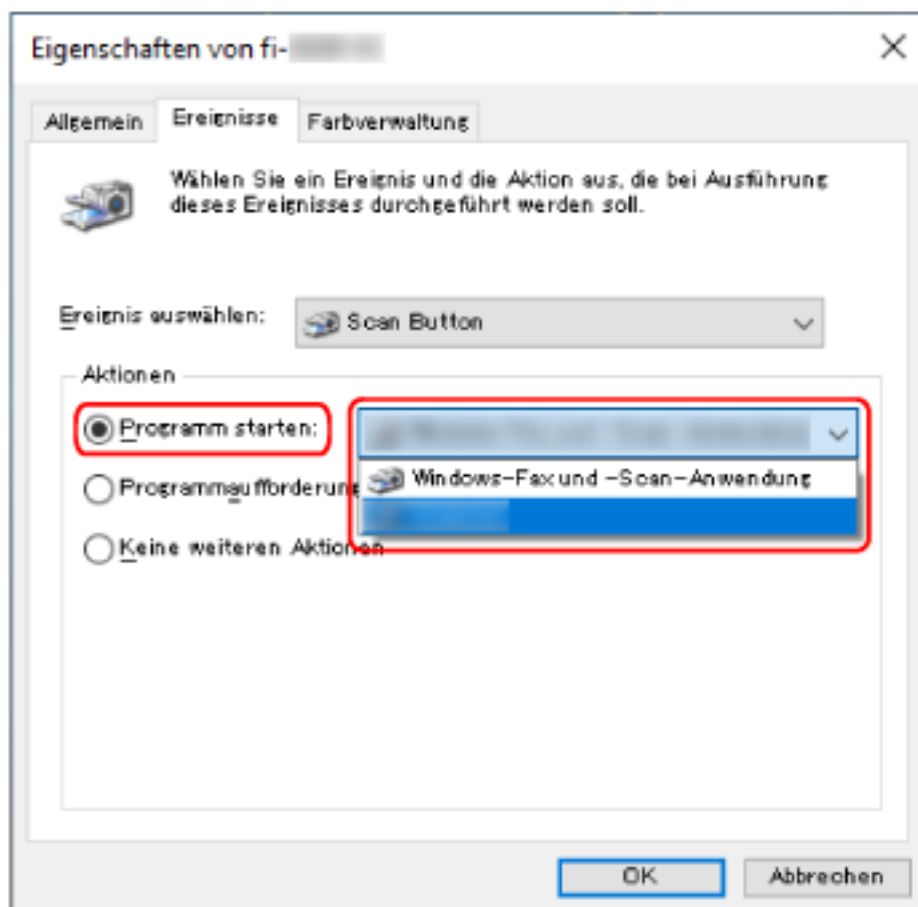 Eigenschaften von fi-
Allgemein
Ereignisse
Farbverwaltung
Wählen Sie ein Ereignis und die Aktion aus, die bei Ausführung
dieses Ereignisses durchgeführt werden soll.
Ereignis auswählen:
Scan Button
Aktionen
Programm starten:
Programmaufforderung
Windows-Fax und -Scan-Anwendung
Keine weiteren Aktionen
OK
Abbrechen